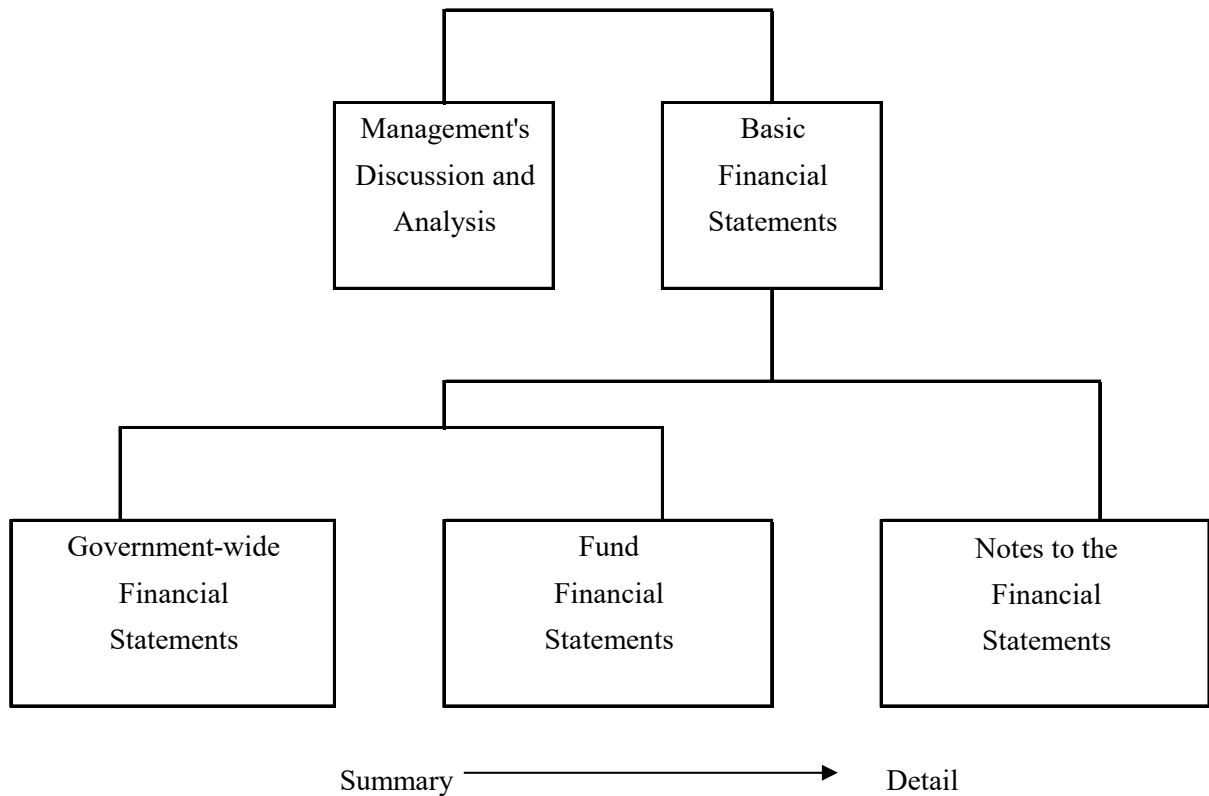 Management's
Discussion and
Analysis
Basic
Financial
Statements
Government-wide
Financial
Statements
Fund
Financial
Statements
Notes to the
Financial
Statements
Summary
Detail